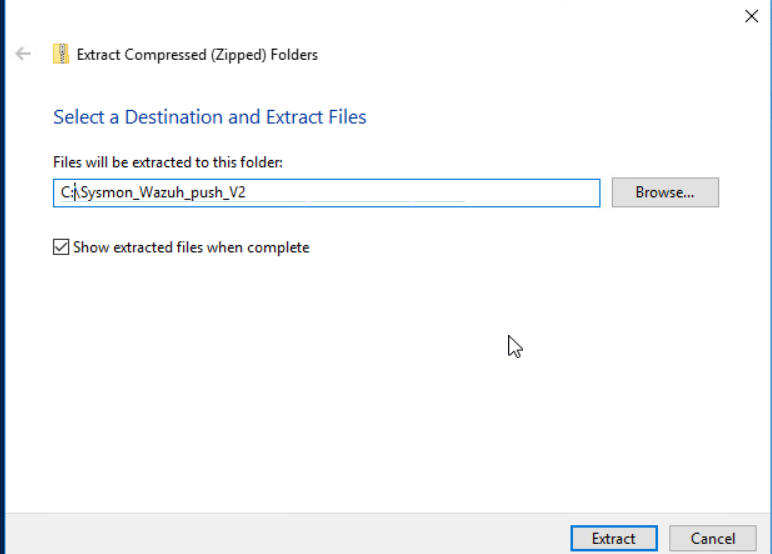 Extract Compressed (Zipped) Folders
Select a Destination and Extract Files
Files will be extracted to this folder:
C:\Sysmon_Wazuh_push_V2
Browse...
Show extracted files when complete
Extract
Cancel